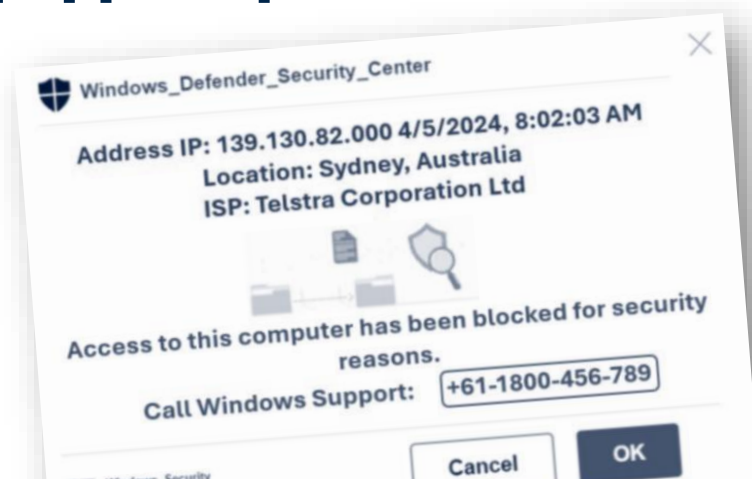 Windows_Defender_Security_Center
Address IP: 139.130.82.000 4/5/2024, 8:02:03 AM
Location: Sydney, Australia
ISP: Telstra Corporation Ltd
Access to this computer has been blocked for security
reasons.
Call Windows Support: +61-1800-456-789
Security
Cancel OK